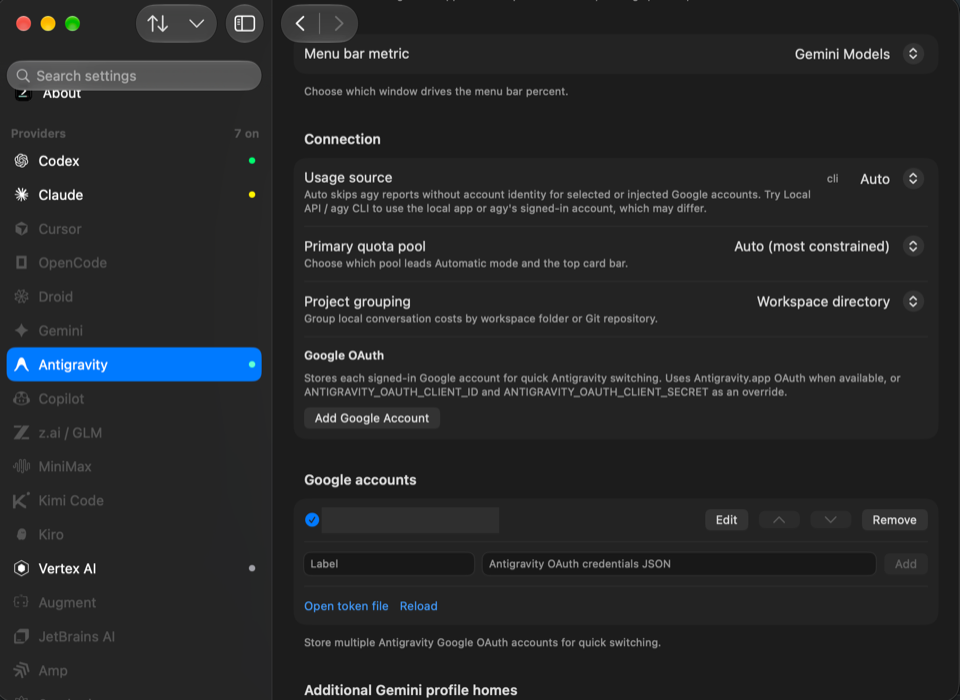 Search settings
About
Providers 7 on
Codex
Claude
Cursor
OpenCode
Droid
Gemini
Antigravity
Copilot
z.ai / GLM
MiniMax
Kimi Code
Kiro
Vertex AI
Augment
JetBrains AI
Amp
Menu bar metric Gemini Models
Choose which window drives the menu bar percent.
Connection
Usage source cli Auto
Auto skips agy reports without account identity for selected or injected Google accounts. Try Local
API / agy CLI to use the local app or agy's signed-in account, which may differ.
Primary quota pool Auto (most constrained)
Choose which pool leads Automatic mode and the top card bar.
Project grouping Workspace directory
Group local conversation costs by workspace folder or Git repository.
Google OAuth
Stores each signed-in Google account for quick Antigravity switching. Uses Antigravity.app OAuth when available, or
ANTIGRAVITY_OAUTH_CLIENT_ID and ANTIGRAVITY_OAUTH_CLIENT_SECRET as an override.
Add Google Account
Google accounts
Edit Remove
Label Antigravity OAuth credentials JSON Add
Open token file Reload
Store multiple Antigravity Google OAuth accounts for quick switching.
Additional Gemini profile homes